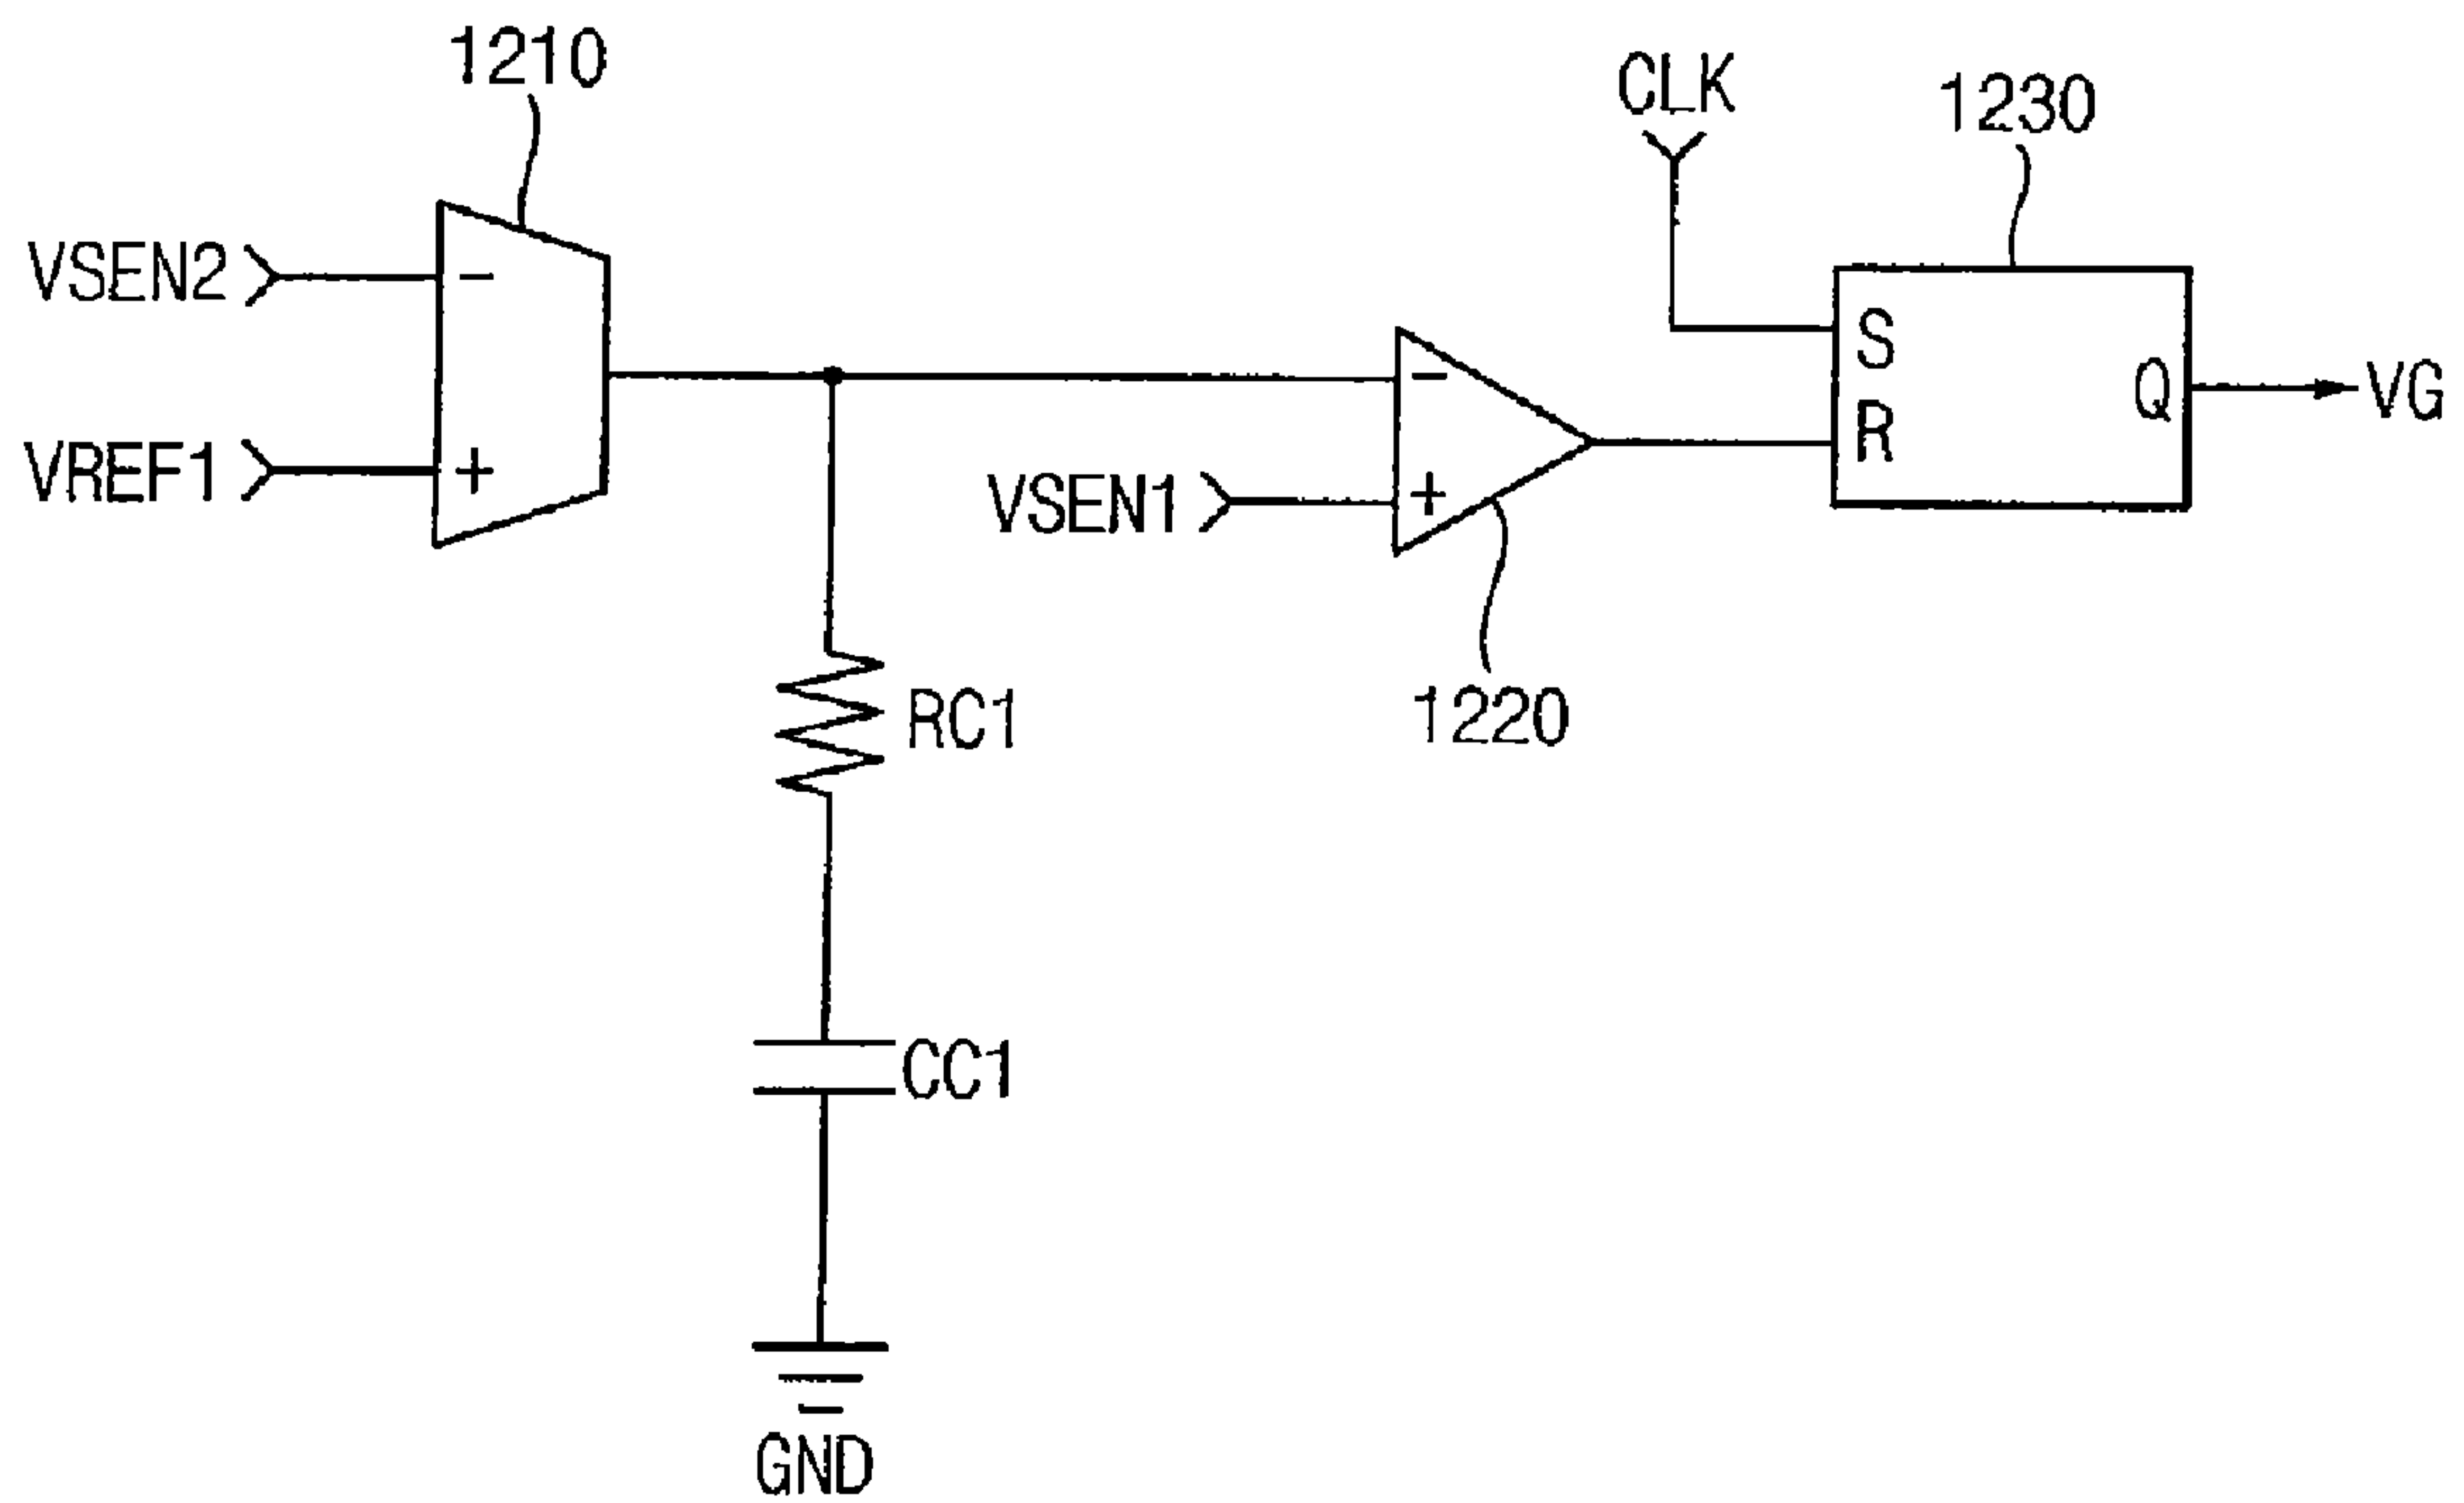 1210
CLK
1230
VSEN2
−
VREF1
+
−
VSEN1
+
S
R
Q
VG
RC1
1220
CC1
GND